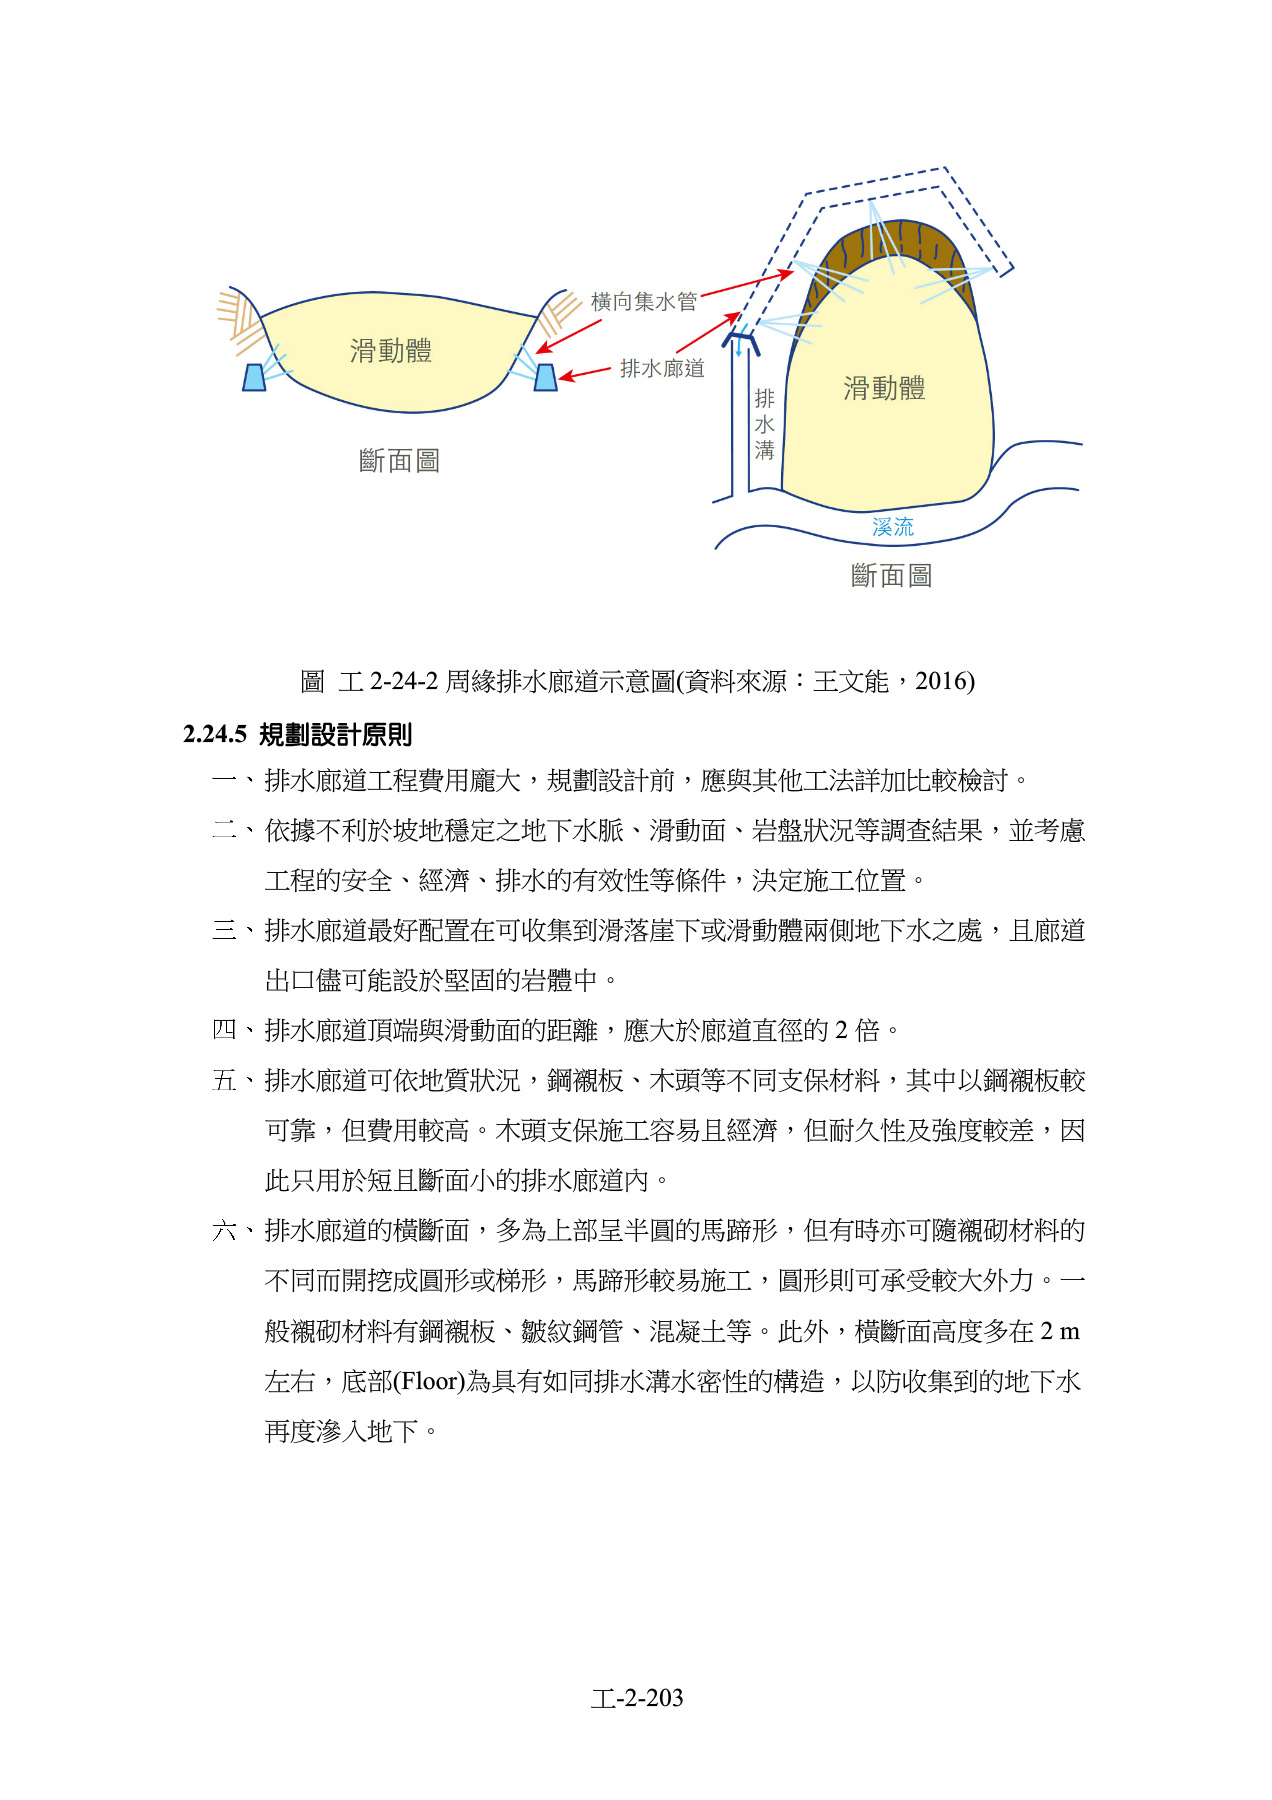 橫向集水管
排水廊道
滑動體
斷面圖
排水溝
滑動體
溪流
斷面圖
圖 工 2-24-2 周緣排水廊道示意圖(資料來源：王文能，2016)
2.24.5 規劃設計原則
一、排水廊道工程費用龐大，規劃設計前，應與其他工法詳加比較檢討。
二、依據不利於坡地穩定之地下水脈、滑動面、岩盤狀況等調查結果，並考慮
工程的安全、經濟、排水的有效性等條件，決定施工位置。
三、排水廊道最好配置在可收集到滑落崖下或滑動體兩側地下水之處，且廊道
出口儘可能設於堅固的岩體中。
四、排水廊道頂端與滑動面的距離，應大於廊道直徑的 2 倍。
五、排水廊道可依地質狀況，鋼襯板、木頭等不同支保材料，其中以鋼襯板較
可靠，但費用較高。木頭支保施工容易且經濟，但耐久性及強度較差，因
此只用於短且斷面小的排水廊道內。
六、排水廊道的橫斷面，多為上部呈半圓的馬蹄形，但有時亦可隨襯砌材料的
不同而開挖成圓形或梯形，馬蹄形較易施工，圓形則可承受較大外力。一
般襯砌材料有鋼襯板、皺紋鋼管、混凝土等。此外，橫斷面高度多在 2 m
左右，底部(Floor)為具有如同排水溝水密性的構造，以防收集到的地下水
再度滲入地下。
工-2-203